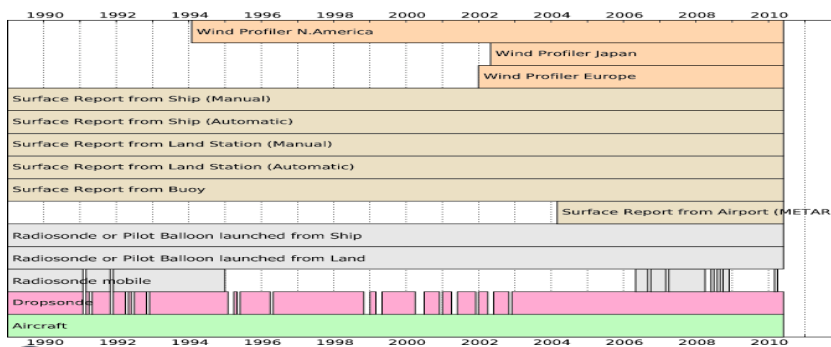 1990 1992 1994 1996 1998 2000 2002 2004 2006 2008 2010
Wind Profiler N.America
Wind Profiler Japan
Wind Profiler Europe
Surface Report from Ship (Manual)
Surface Report from Ship (Automatic)
Surface Report from Land Station (Manual)
Surface Report from Land Station (Automatic)
Surface Report from Buoy
Surface Report from Airport (METAR
Radiosonde or Pilot Balloon launched from Ship
Radiosonde or Pilot Balloon launched from Land
Radiosonde mobile
Dropsonde
Aircraft
1990 1992 1994 1996 1998 2000 2002 2004 2006 2008 2010